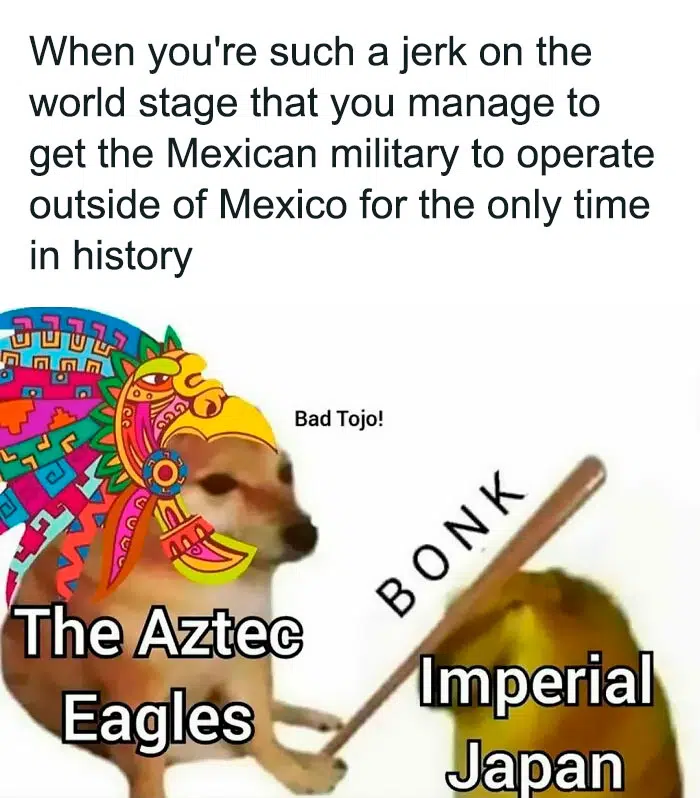 When you're such a jerk on the
world stage that you manage to
get the Mexican military to operate
outside of Mexico for the only time
in history
Bad Tojo!
BONK
The Aztec
Eagles
Imperial
Japan